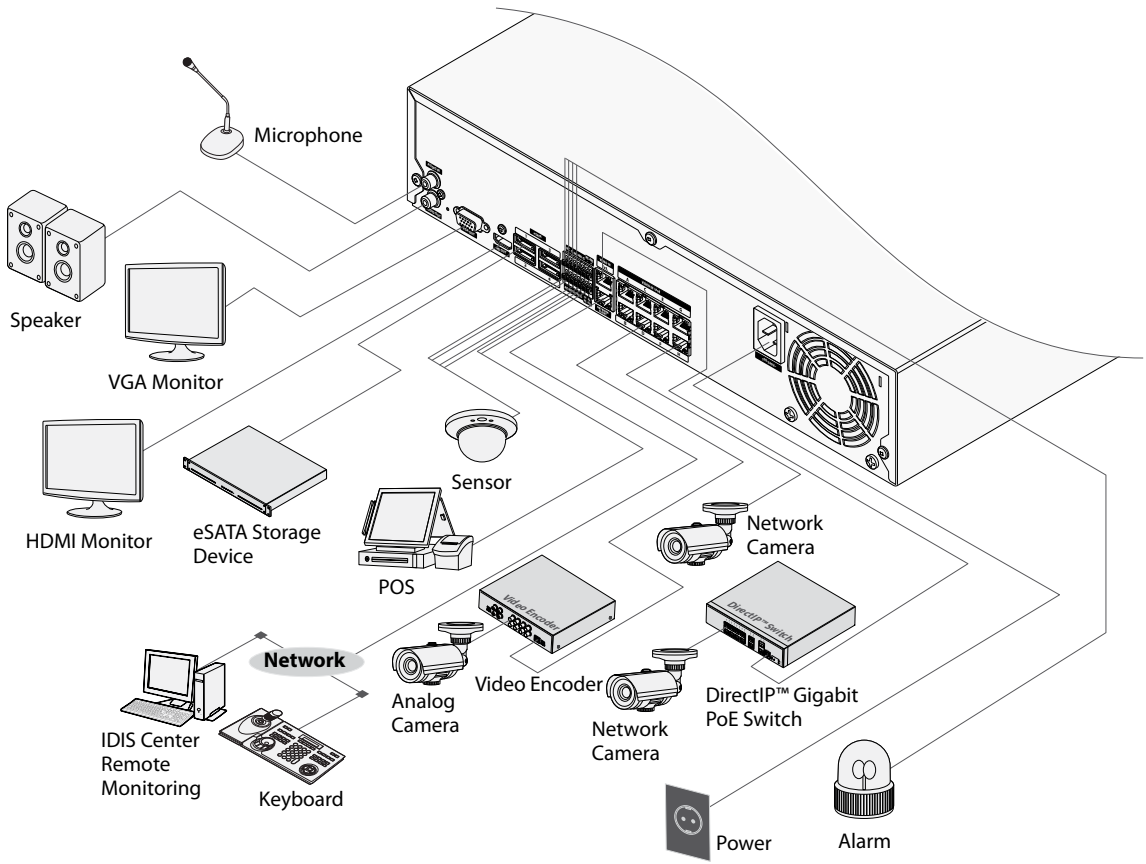 Microphone
Speaker
VGA Monitor
HDMI Monitor
eSATA Storage
Device
Sensor
POS
Network
Camera
Video Encoder
DirectIP™ Switch
Network
Analog
Camera
Video Encoder
Network
Camera
DirectIP™ Gigabit
PoE Switch
IDIS Center
Remote
Monitoring
Keyboard
Power
Alarm